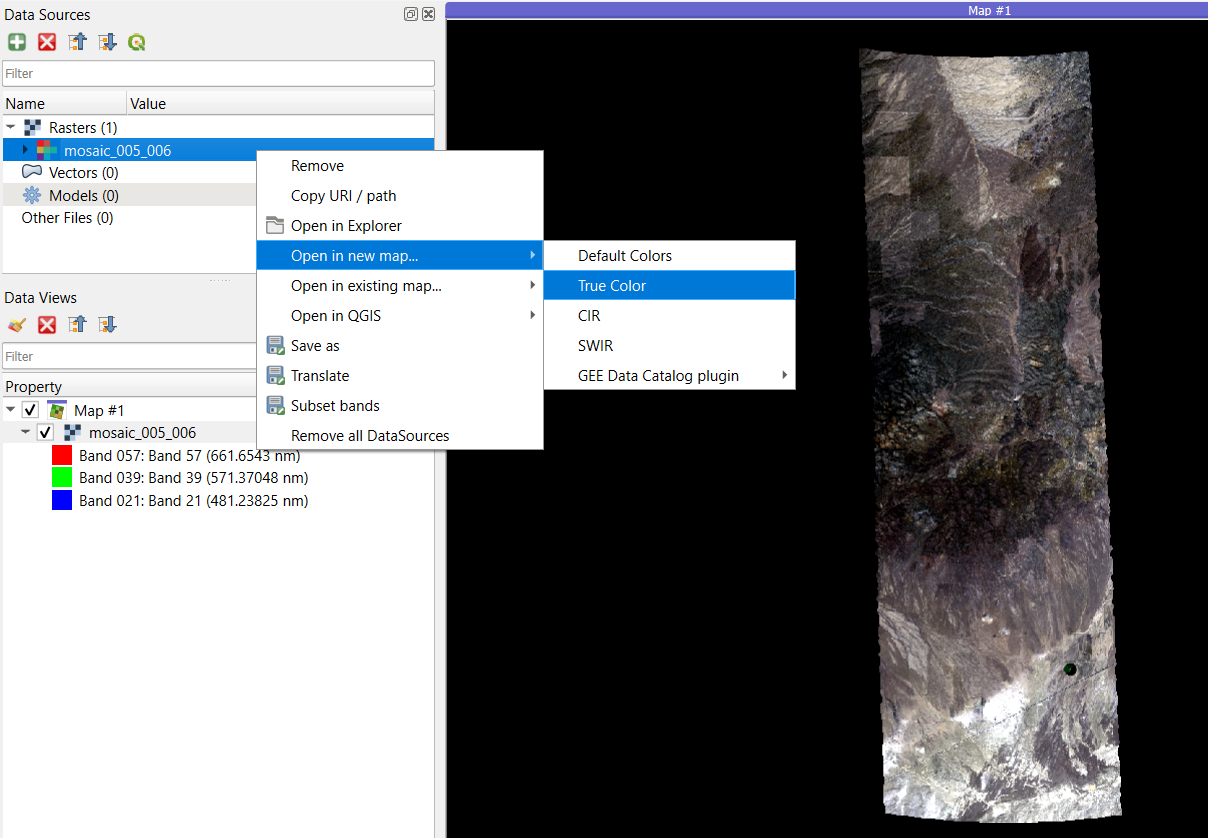 Data Sources
Map #1
Filter
Name Value
Rasters (1)
mosaic_005_006
Vectors (0)
Models (0)
Other Files (0)
Remove
Copy URI / path
Open in Explorer
Open in new map...
Open in existing map...
Open in QGIS
Save as
Translate
Subset bands
Remove all DataSources
Default Colors
True Color
CIR
SWIR
GEE Data Catalog plugin
Data Views
Filter
Property
Map #1
mosaic_005_006
Band 057: Band 57 (661.6543 nm)
Band 039: Band 39 (571.37048 nm)
Band 021: Band 21 (481.23825 nm)